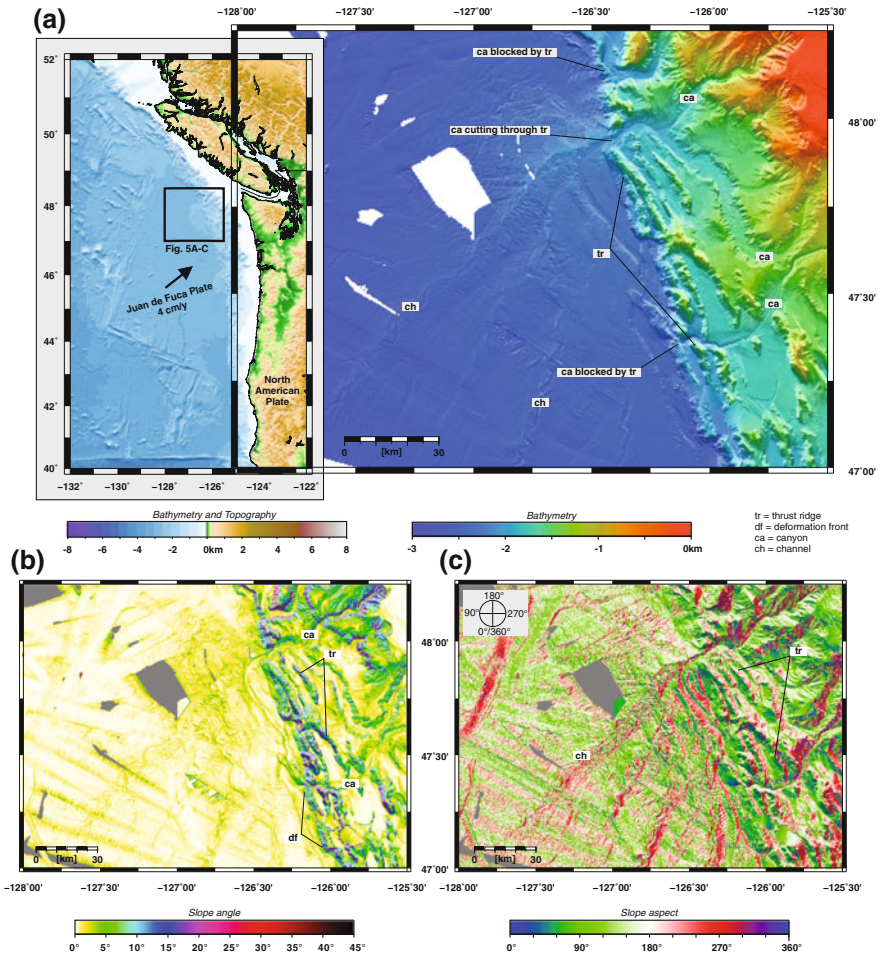 (a)
−128°00' −127°30' −127°00' −126°30' −126°00' −125°30'
52°
50°
48°
46°
44°
42°
40°
−132° −130° −128° −126° −124° −122°
Fig. 5A-C
Juan de Fuca Plate
4 cm/y
North
American
Plate
ca blocked by tr
ca
ca cutting through tr
tr
ca
ca
ch
ca blocked by tr
ch
0 [km] 30
48°00'
47°30'
47°00'
Bathymetry and Topography
-8 -6 -4 -2 0km 2 4 6 8
Bathymetry
-3 -2 -1 0km
tr = thrust ridge
df = deformation front
ca = canyon
ch = channel
(b)
ca
tr
ca
df
0 [km] 30
−128°00' −127°30' −127°00' −126°30' −126°00' −125°30'
48°00'
47°30'
47°00'
Slope angle
0° 5° 10° 15° 20° 25° 30° 35° 40° 45°
(c)
180°
90° 270°
0°/360°
tr
ch
0 [km] 30
−128°00' −127°30' −127°00' −126°30' −126°00' −125°30'
48°00'
47°30'
47°00'
Slope aspect
0° 90° 180° 270° 360°